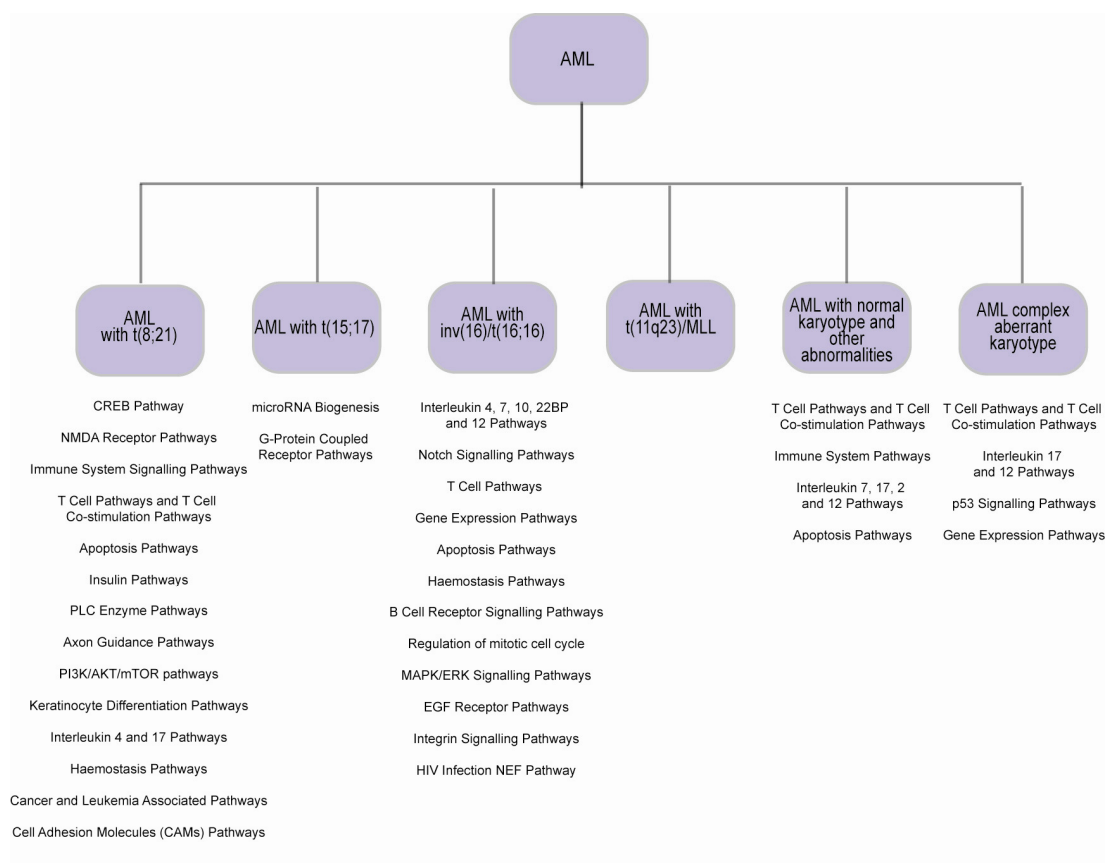 AML
AML
with t(8;21)
AML with t(15;17)
AML with
inv(16)/t(16;16)
AML with
t(11q23)/MLL
AML with normal
karyotype and
other
abnormalities
AML complex
aberrant
karyotype
CREB Pathway
NMDA Receptor Pathways
Immune System Signalling Pathways
T Cell Pathways and T Cell
Co-stimulation Pathways
Apoptosis Pathways
Insulin Pathways
PLC Enzyme Pathways
Axon Guidance Pathways
PI3K/AKT/mTOR pathways
Keratinocyte Differentiation Pathways
Interleukin 4 and 17 Pathways
Haemostasis Pathways
Cancer and Leukemia Associated Pathways
Cell Adhesion Molecules (CAMs) Pathways
microRNA Biogenesis
G-Protein Coupled
Receptor Pathways
Interleukin 4, 7, 10, 22BP
and 12 Pathways
Notch Signalling Pathways
T Cell Pathways
Gene Expression Pathways
Apoptosis Pathways
Haemostasis Pathways
B Cell Receptor Signalling Pathways
Regulation of mitotic cell cycle
MAPK/ERK Signalling Pathways
EGF Receptor Pathways
Integrin Signalling Pathways
HIV Infection NEF Pathway
T Cell Pathways and T Cell
Co-stimulation Pathways
Immune System Pathways
Interleukin 7, 17, 2
and 12 Pathways
Apoptosis Pathways
T Cell Pathways and T Cell
Co-stimulation Pathways
Interleukin 17
and 12 Pathways
p53 Signalling Pathways
Gene Expression Pathways